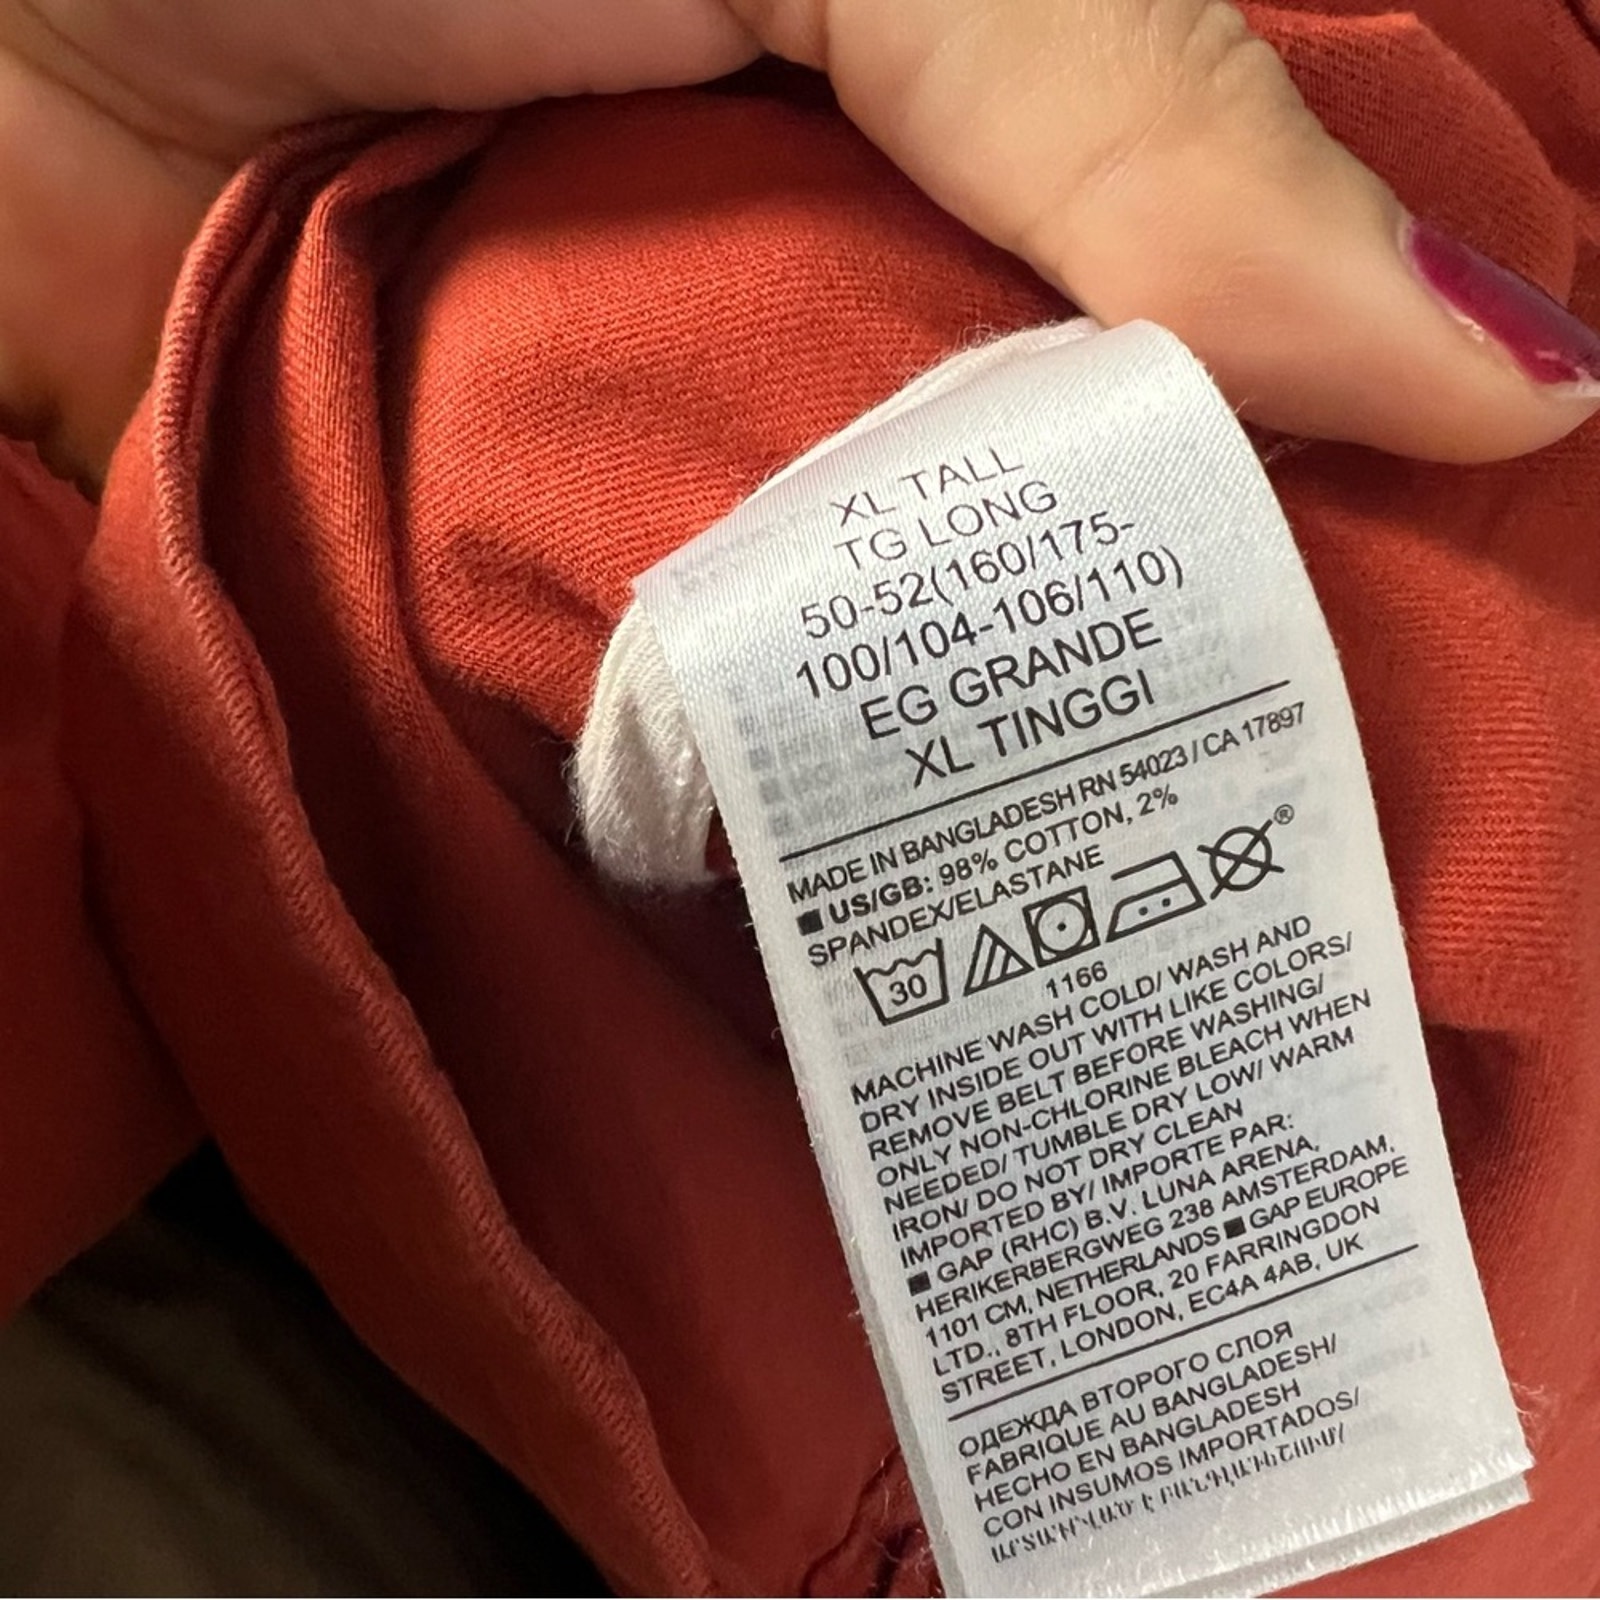 XL TALL
TG LONG
50-52(160/175-
100/104-106/110)
EG GRANDE
XL TINGGI
MADE IN BANGLADESH RN 54023 / CA 17897
■ US/GB: 98% COTTON, 2%
SPANDEX/ELASTANE
30
®
1166
MACHINE WASH COLD/ WASH AND
DRY INSIDE OUT WITH LIKE COLORS/
REMOVE BELT BEFORE WASHING/
ONLY NON-CHLORINE BLEACH WHEN
NEEDED/ TUMBLE DRY LOW/ WARM
IRON/ DO NOT DRY CLEAN
IMPORTED BY/ IMPORTE PAR:
■ GAP (RHC) B.V. LUNA ARENA,
HERIKERBERGWEG 238 AMSTERDAM,
1101 CM, NETHERLANDS ■ GAP EUROPE
LTD., 8TH FLOOR, 20 FARRINGDON
STREET, LONDON, EC4A 4AB, UK
ОДЕЖДА ВТОРОГО СЛОЯ
FABRIQUE AU BANGLADESH/
HECHO EN BANGLADESH
CON INSUMOS IMPORTADOS/